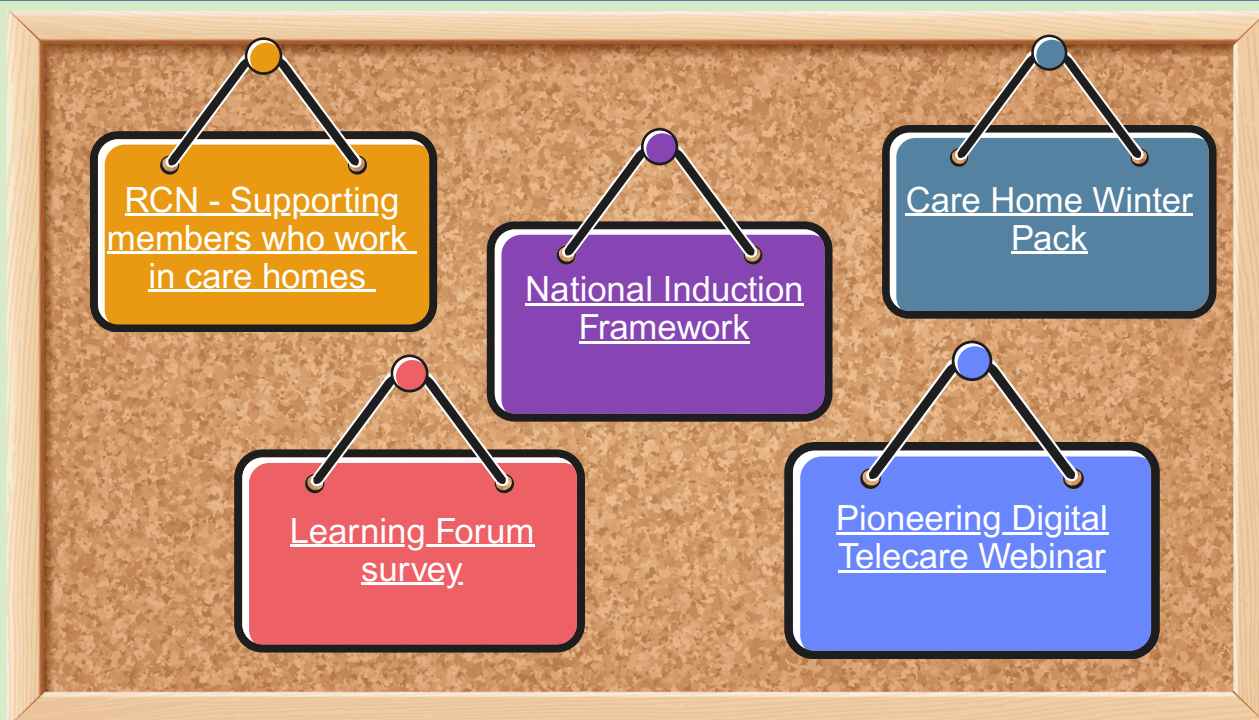 RCN - Supporting
members who work
in care homes
National Induction
Framework
Care Home Winter
Pack
Learning Forum
survey
Pioneering Digital
Telecare Webinar